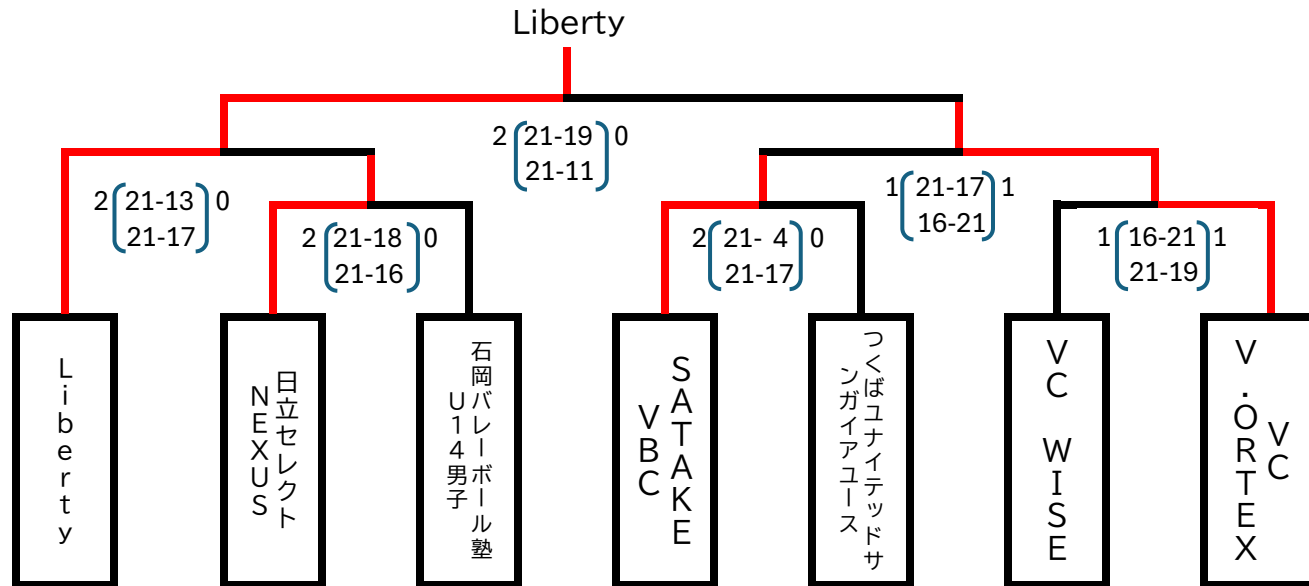 Liberty
2 21-19 0
21-11
2 21-13 0
21-17
2 21-18 0
21-16
2 21- 4 0
21-17
1 21-17 1
16-21
1 16-21 1
21-19
Liberty
日立セレクト
NEXUS
石岡バレーボール塾
U14男子
SATAKE
VBC
つくばユナイテッドサ
ンガイアユース
VC WISE
VC
V.ORTEX